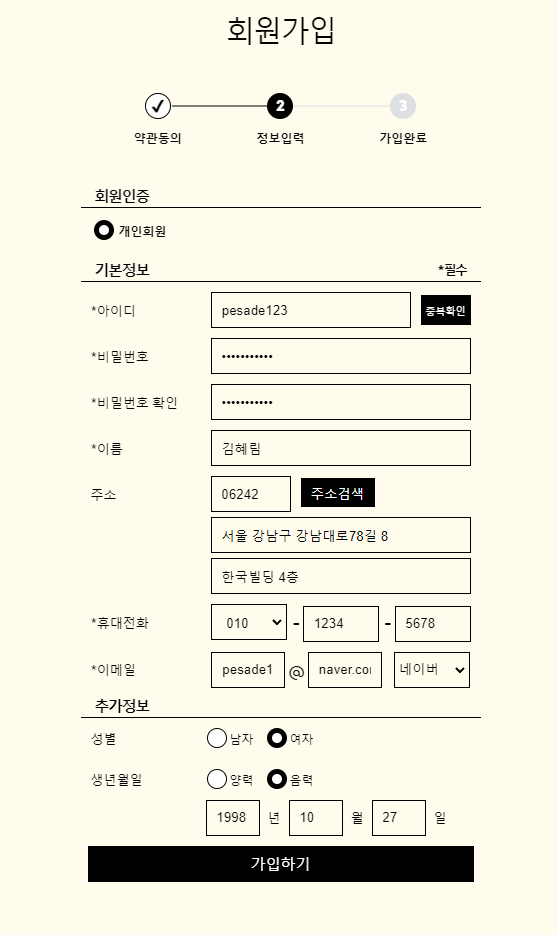 회원가입
✓ 2 3
약관동의 정보입력 가입완료
회원인증
개인회원
기본정보 *필수
*아이디 pesade123 중복확인
*비밀번호 •••••••••••
*비밀번호 확인 •••••••••••
*이름 김혜림
주소 06242 주소검색
서울 강남구 강남대로78길 8
한국빌딩 4층
*휴대전화 010 - 1234 - 5678
*이메일 pesade1 @ naver.co 네이버
추가정보
성별 남자 여자
생년월일 양력 음력
1998 년 10 월 27 일
가입하기